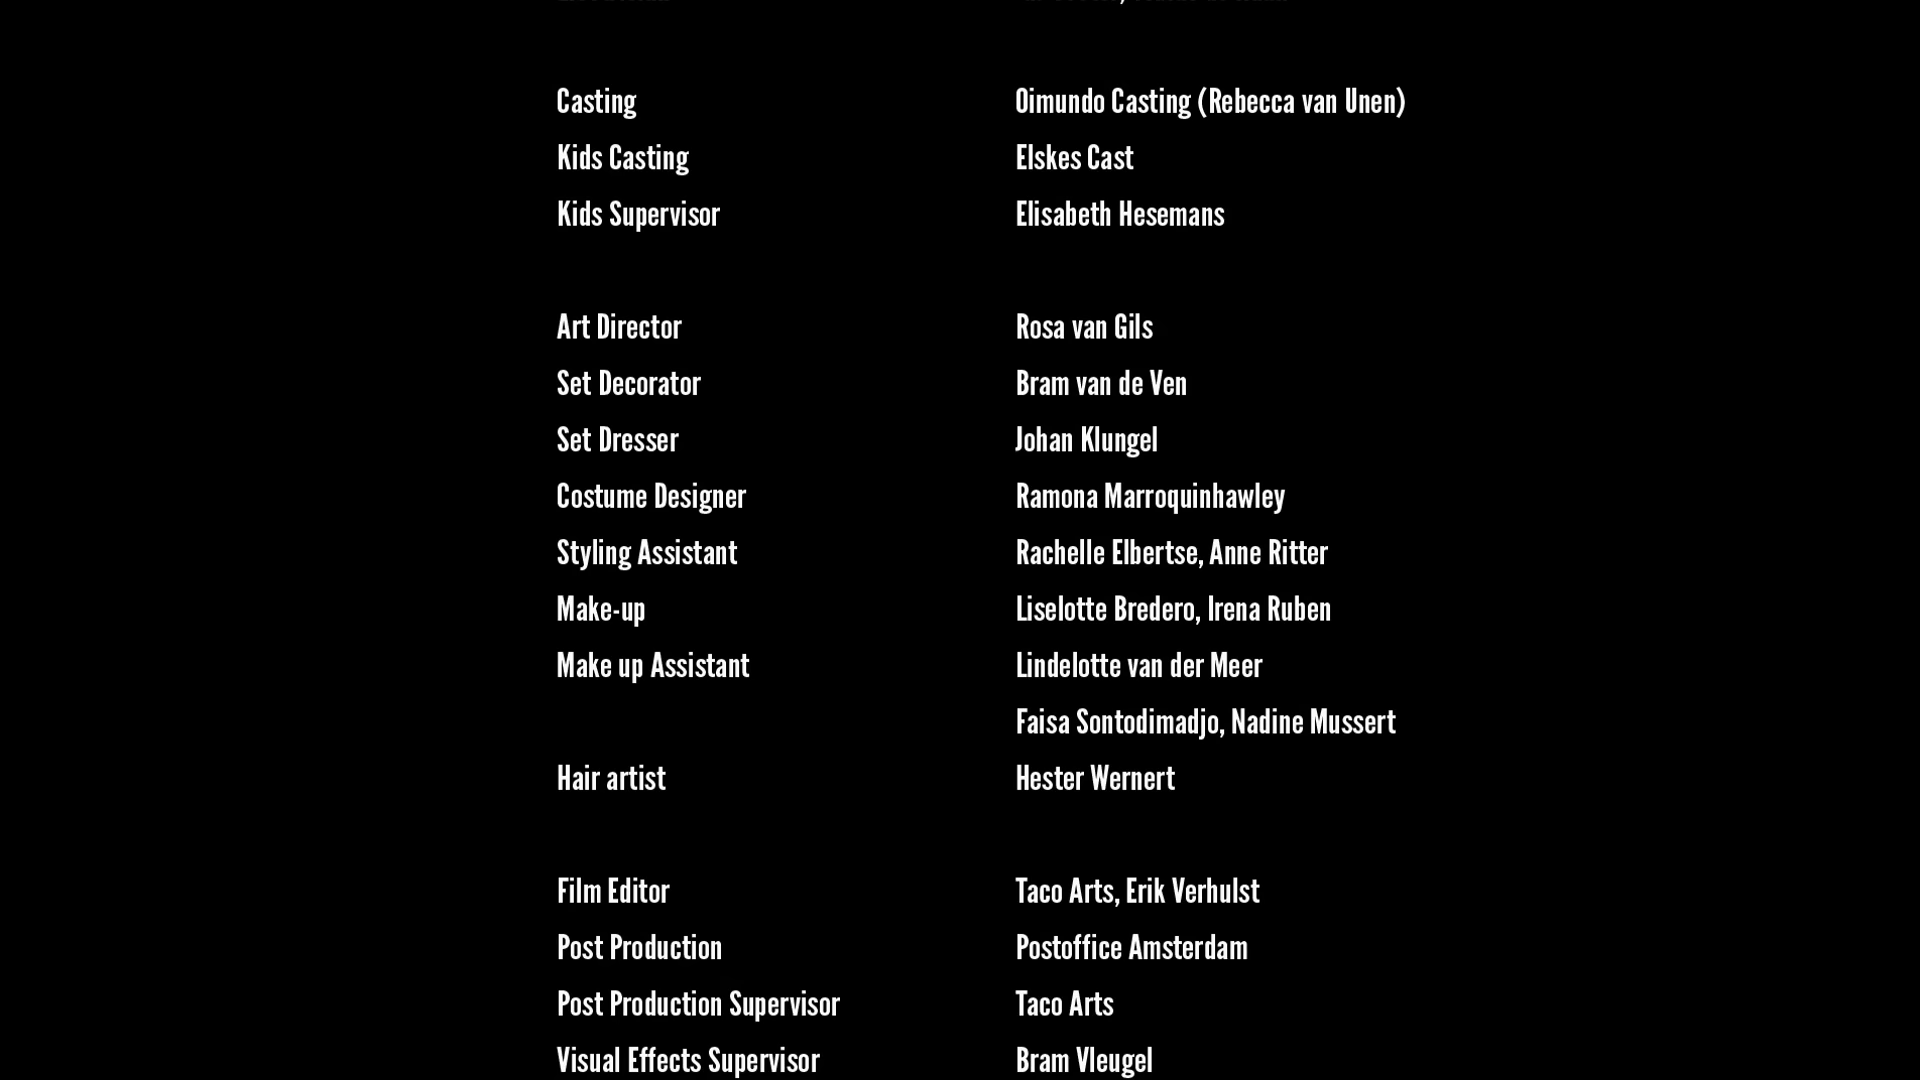 Casting Oimundo Casting (Rebecca van Unen)
Kids Casting Elskes Cast
Kids Supervisor Elisabeth Hesemans
Art Director Rosa van Gils
Set Decorator Bram van de Ven
Set Dresser Johan Klungel
Costume Designer Ramona Marroquinhawley
Styling Assistant Rachelle Elbertse, Anne Ritter
Make-up Liselotte Bredero, Irena Ruben
Make up Assistant Lindelotte van der Meer
Faisa Sontodimadjo, Nadine Mussert
Hair artist Hester Wernert
Film Editor Taco Arts, Erik Verhulst
Post Production Postoffice Amsterdam
Post Production Supervisor Taco Arts
Visual Effects Supervisor Bram Vleugel